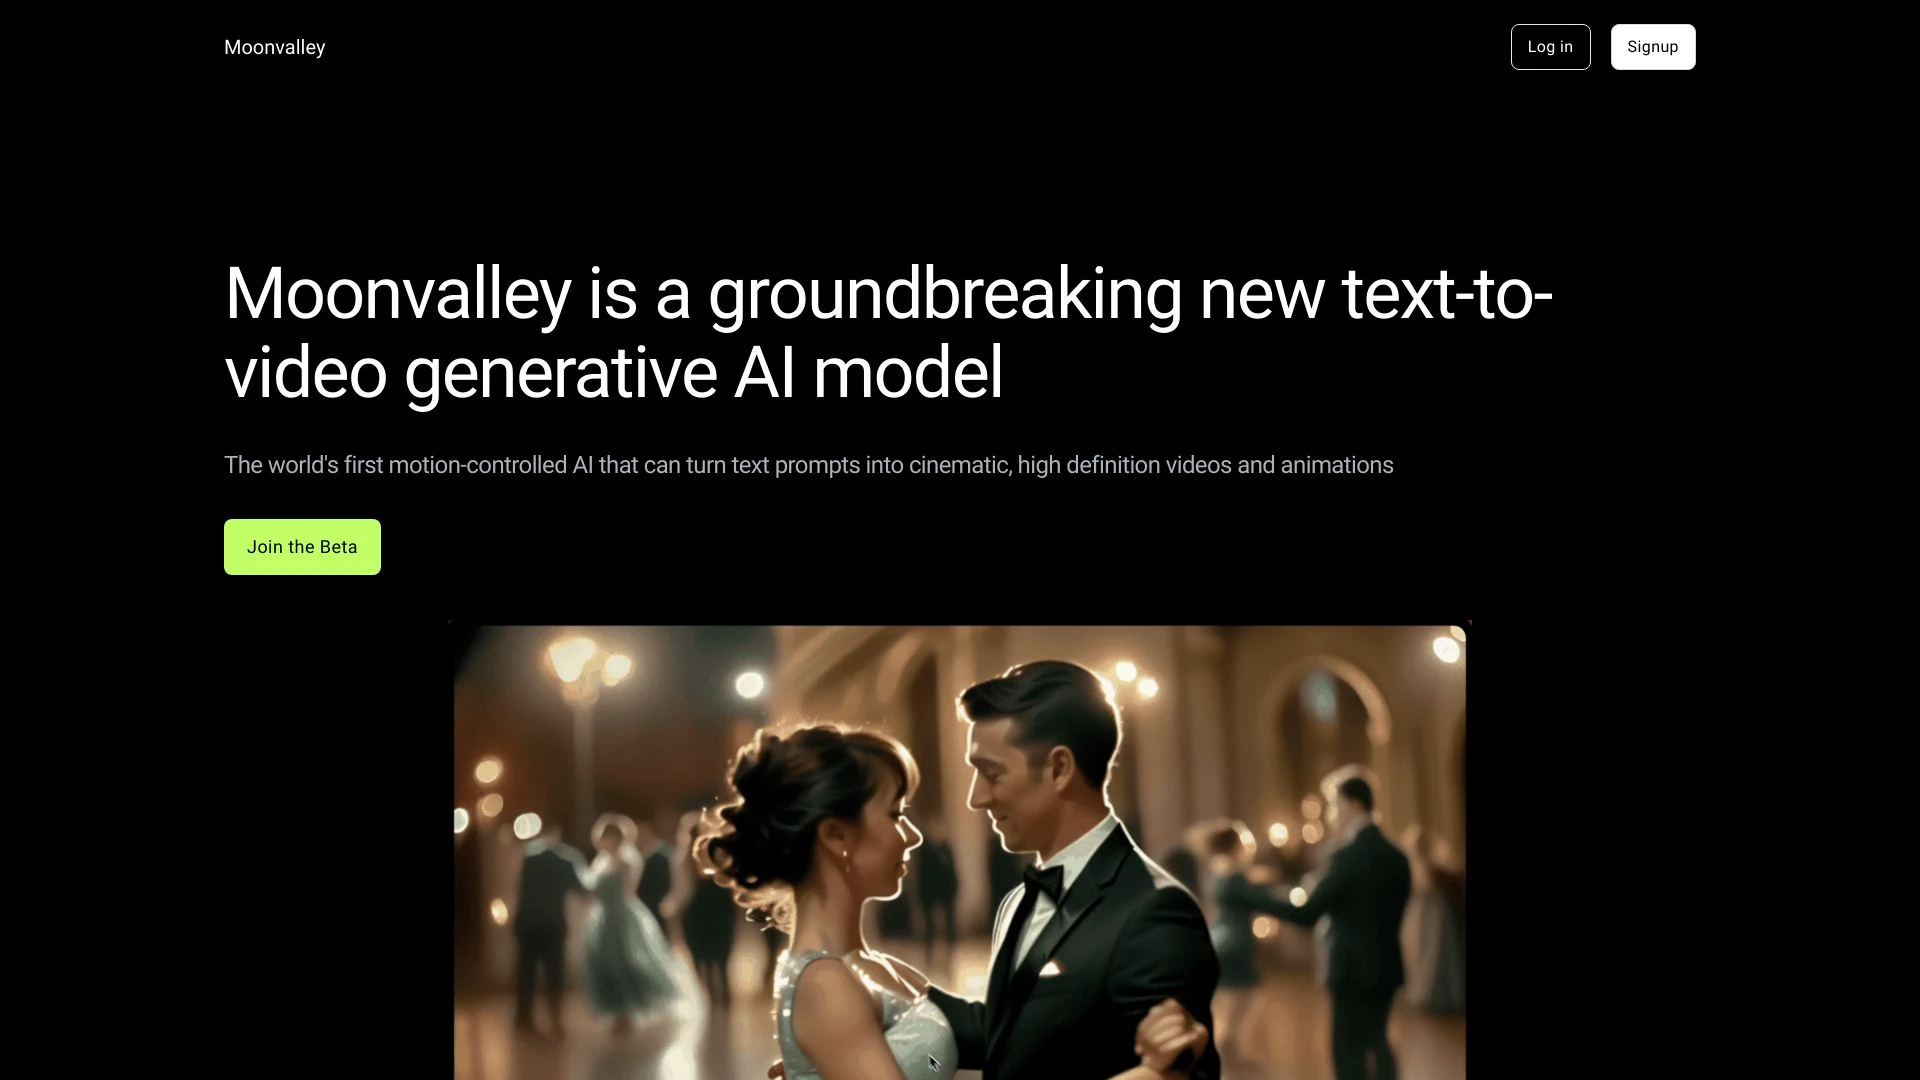 Moonvalley
Log in
Signup
Moonvalley is a groundbreaking new text-to-
video generative AI model
The world's first motion-controlled AI that can turn text prompts into cinematic, high definition videos and animations
Join the Beta